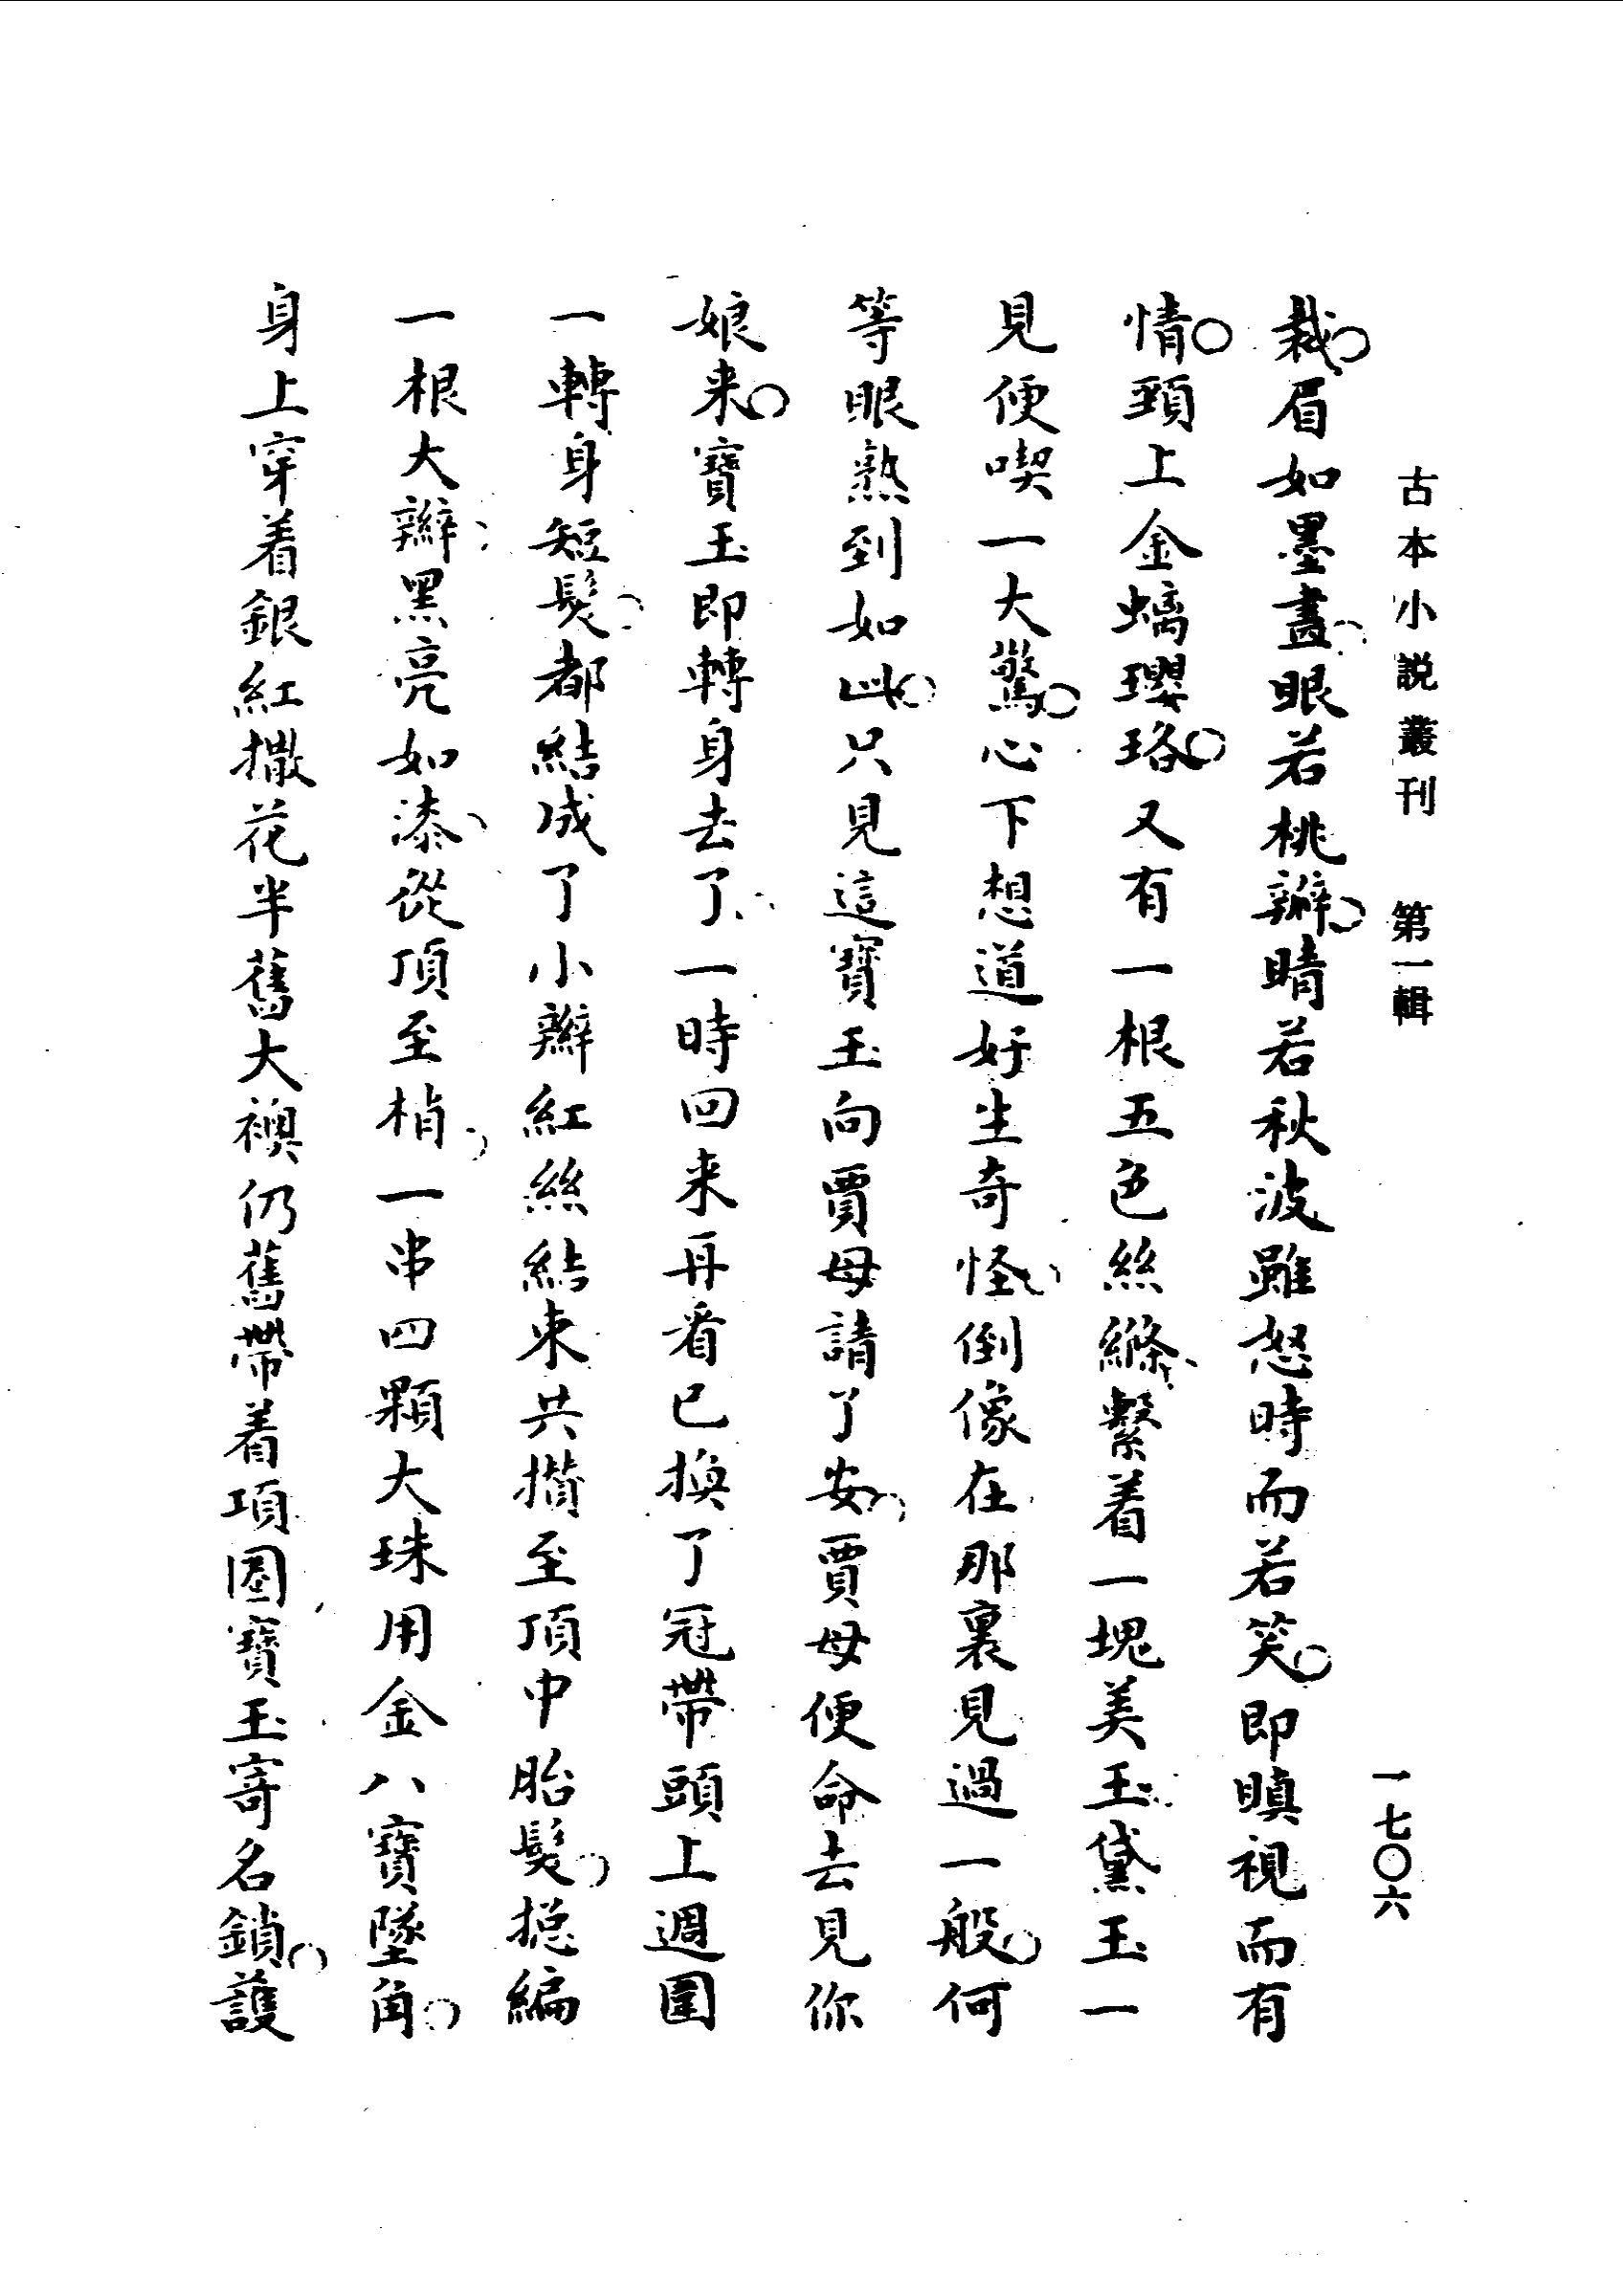 古本小説叢刊 第一輯
一七〇六
裁眉如墨畫眼若桃瓣睛若秋波雖怒時而若笑即瞋視而有
情頸上金螭瓔珞又有一根五色絲縧繫着一塊美玉黛玉一
見便喫一大驚心下想道好生奇怪倒像在那裏見過一般何
等眼熟到如此只見這寶玉向賈母請了安賈母便命去見你
娘来寶玉即轉身去了一時回来再看已換了冠帶頭上週圍
一轉身短髮都結成了小辮紅絲結束共攢至頂中胎髮摠編
一根大辮黑亮如漆從頂至梢一串四顆大珠用金八寶墜角
身上穿着銀紅撒花半舊大襖仍舊帶着項圈寶玉寄名鎖護